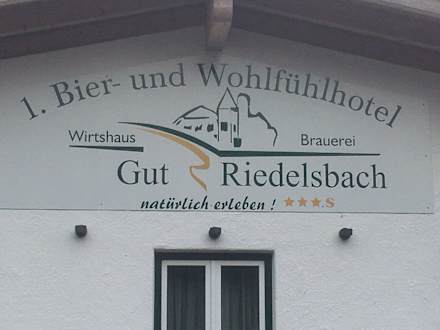 1. Bier- und Wohlfühlhotel
Wirtshaus Brauerei
Gut Riedelsbach
natürlich erleben ! ★★★.S